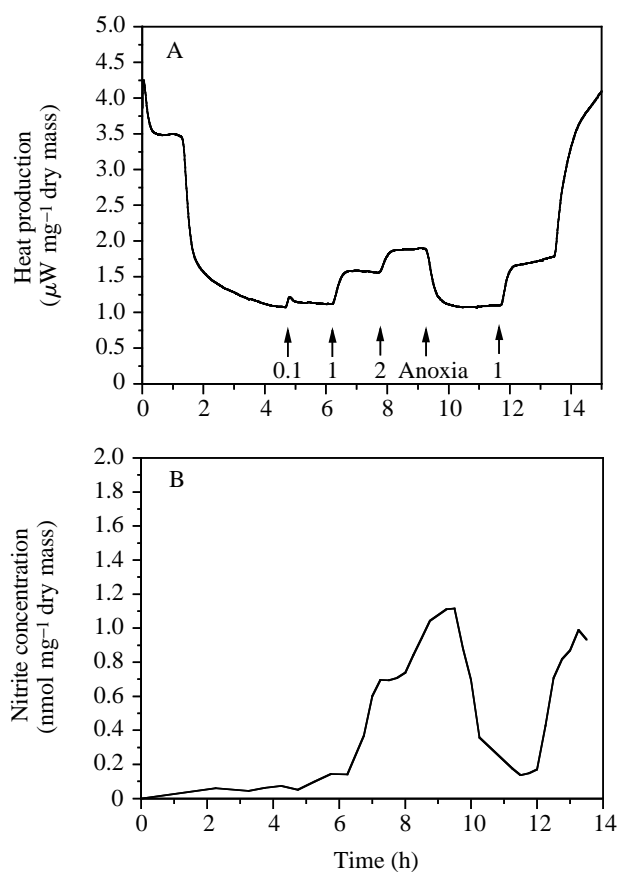 A
5.0
4.5
4.0
3.5
3.0
2.5
2.0
1.5
1.0
0.5
0
Heat production
(µW mg⁻¹ dry mass)
0.1 1 2 Anoxia 1
0 2 4 6 8 10 12 14
B
2.0
1.8
1.6
1.4
1.2
1.0
0.8
0.6
0.4
0.2
0
Nitrite concentration
(nmol mg⁻¹ dry mass)
0 2 4 6 8 10 12 14
Time (h)